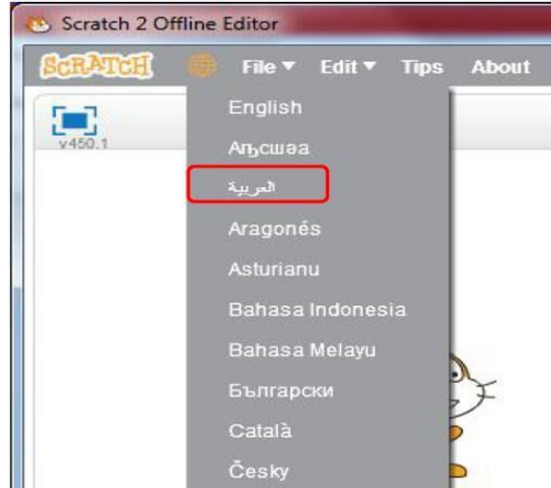 Scratch 2 Offline Editor
SCRATCH File ▼ Edit ▼ Tips About
v450.1
English
Аҧсшәа
العربية
Aragonés
Asturianu
Bahasa Indonesia
Bahasa Melayu
Български
Català
Česky